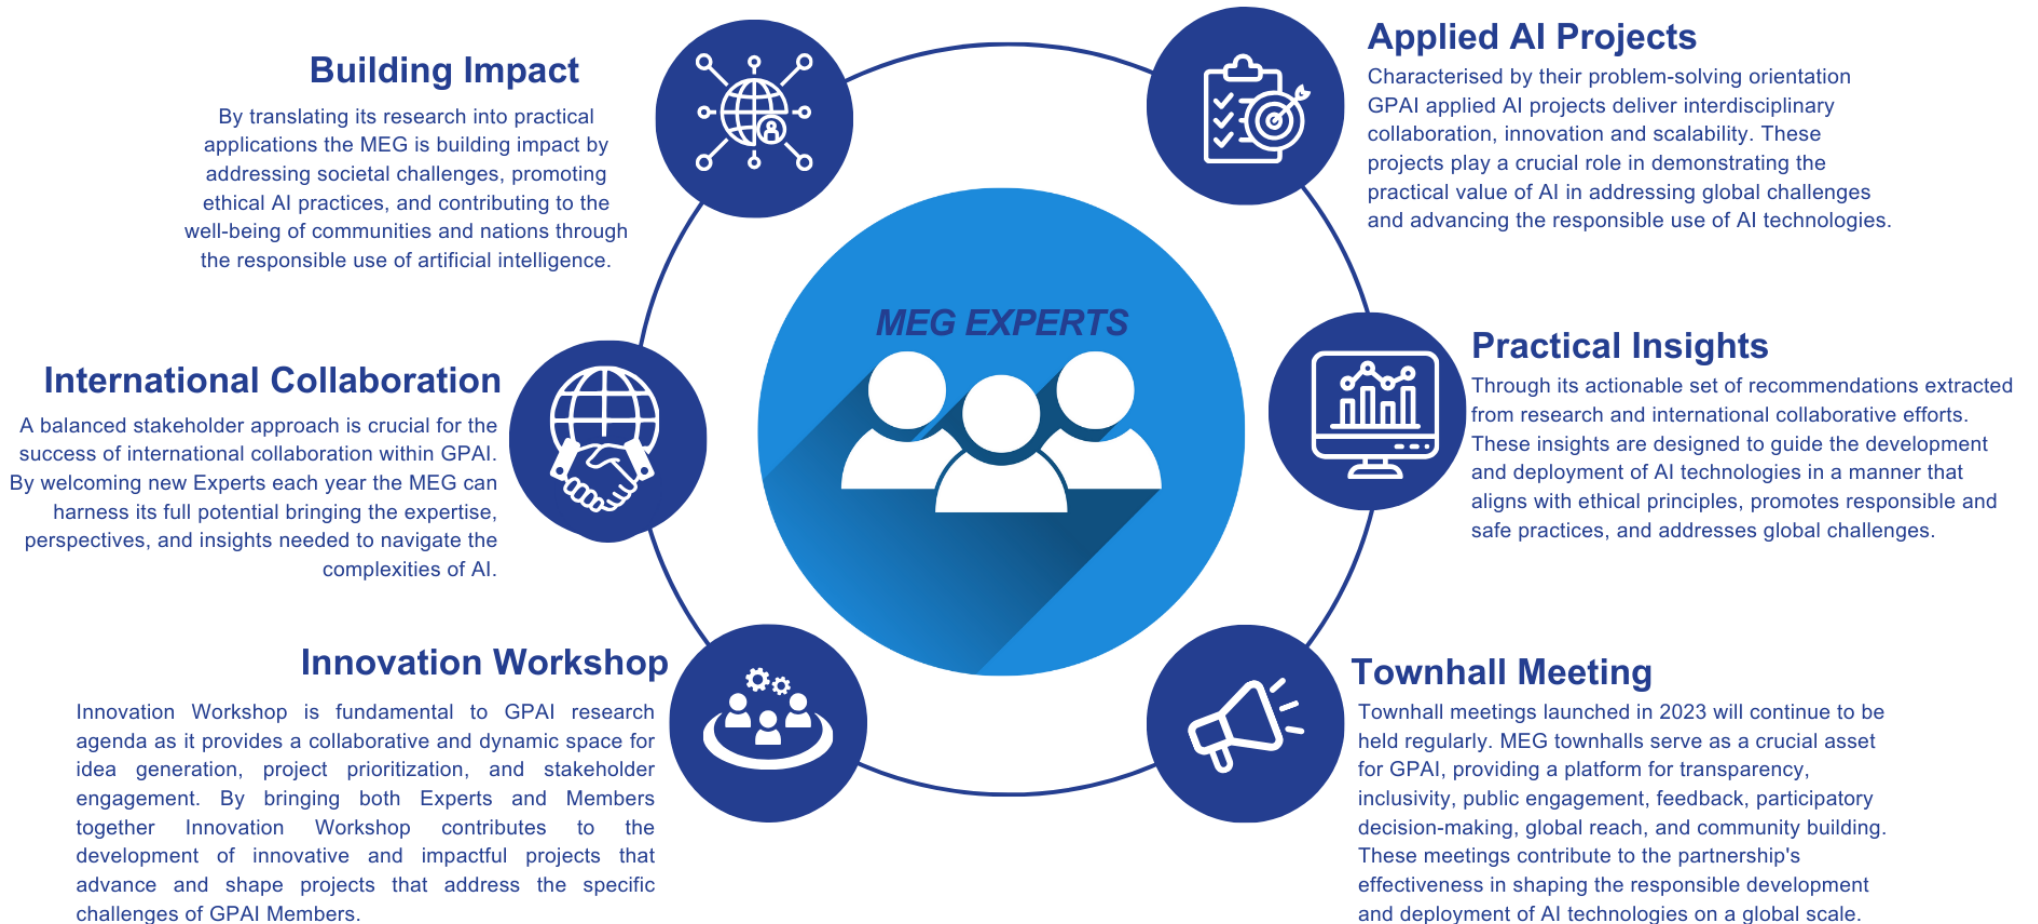 Building Impact
By translating its research into practical
applications the MEG is building impact by
addressing societal challenges, promoting
ethical AI practices, and contributing to the
well-being of communities and nations through
the responsible use of artificial intelligence.
International Collaboration
A balanced stakeholder approach is crucial for the
success of international collaboration within GPAI.
By welcoming new Experts each year the MEG can
harness its full potential bringing the expertise,
perspectives, and insights needed to navigate the
complexities of AI.
Innovation Workshop
Innovation Workshop is fundamental to GPAI research
agenda as it provides a collaborative and dynamic space for
idea generation, project prioritization, and stakeholder
engagement. By bringing both Experts and Members
together Innovation Workshop contributes to the
development of innovative and impactful projects that
advance and shape projects that address the specific
challenges of GPAI Members.
MEG EXPERTS
Applied AI Projects
Characterised by their problem-solving orientation
GPAI applied AI projects deliver interdisciplinary
collaboration, innovation and scalability. These
projects play a crucial role in demonstrating the
practical value of AI in addressing global challenges
and advancing the responsible use of AI technologies.
Practical Insights
Through its actionable set of recommendations extracted
from research and international collaborative efforts.
These insights are designed to guide the development
and deployment of AI technologies in a manner that
aligns with ethical principles, promotes responsible and
safe practices, and addresses global challenges.
Townhall Meeting
Townhall meetings launched in 2023 will continue to be
held regularly. MEG townhalls serve as a crucial asset
for GPAI, providing a platform for transparency,
inclusivity, public engagement, feedback, participatory
decision-making, global reach, and community building.
These meetings contribute to the partnership's
effectiveness in shaping the responsible development
and deployment of AI technologies on a global scale.